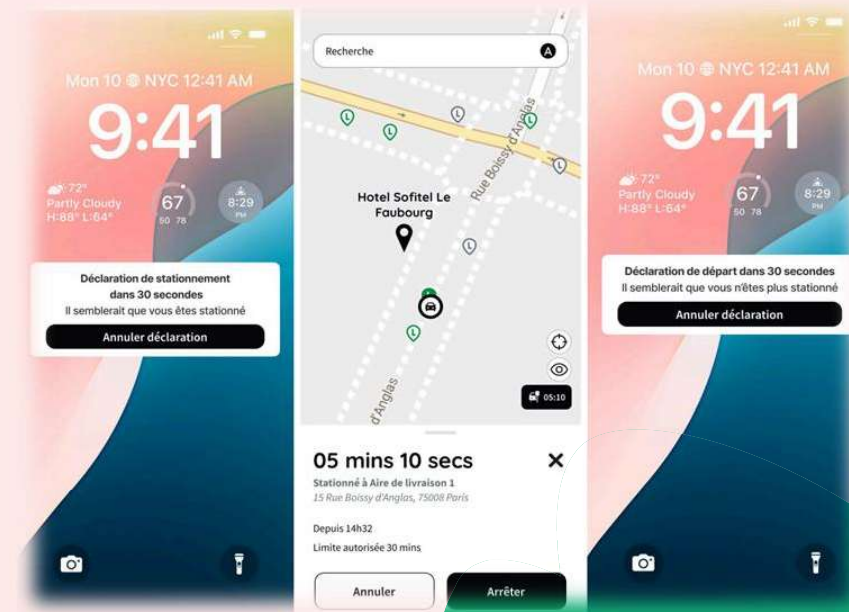 Mon 10 NYC 12:41 AM
9:41
72°
Partly Cloudy
H:88° L:64°
67
50 78
8:29
PM
Déclaration de stationnement
dans 30 secondes
Il semblerait que vous êtes stationné
Annuler déclaration
Recherche
A
L
L
L
L
L
Rue Boissy d'Anglas
Hotel Sofitel Le
Faubourg
L
L
d'Anglas
05:10
05 mins 10 secs
Stationné à Aire de livraison 1
15 Rue Boissy d'Anglas, 75008 Paris
Depuis 14h32
Limite autorisée 30 mins
Annuler
Arrêter
Mon 10 NYC 12:41 AM
9:41
72°
Partly Cloudy
H:88° L:64°
67
50 78
8:29
PM
Déclaration de départ dans 30 secondes
Il semblerait que vous n'êtes plus stationné
Annuler déclaration